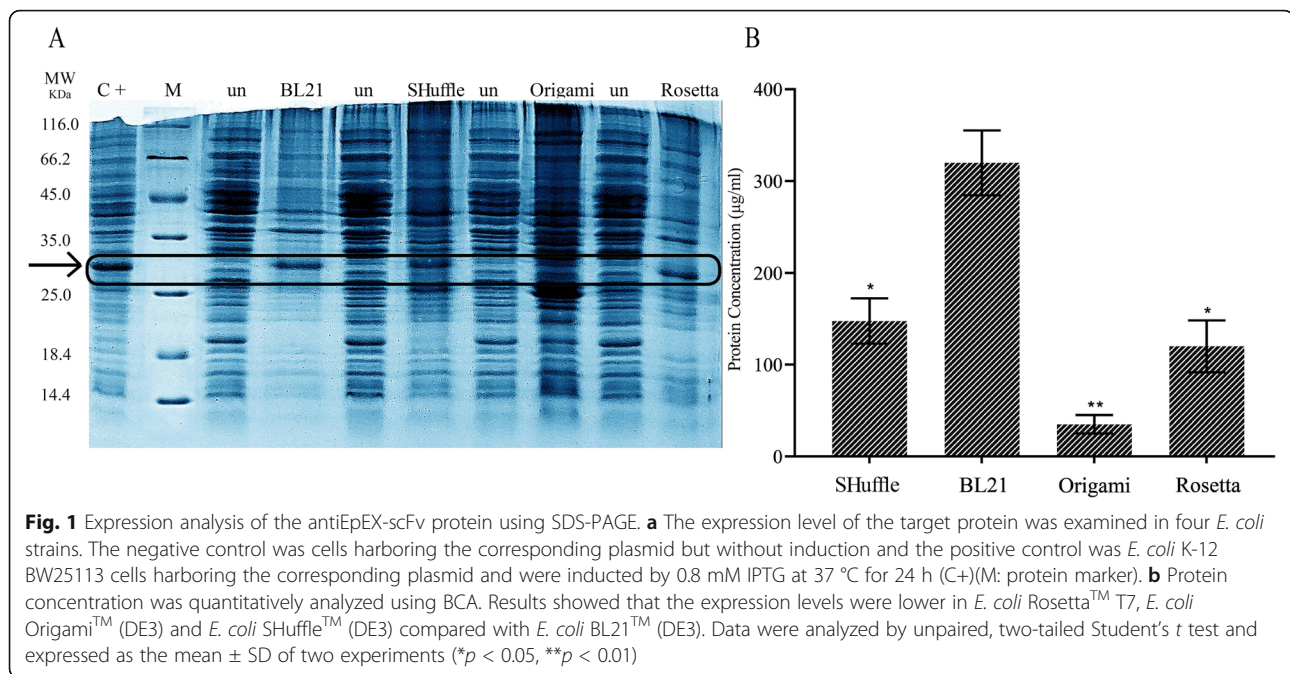 A
B
MW
KDa
C +
M
un
BL21
un
SHuffle
un
Origami
un
Rosetta
116.0
66.2
45.0
35.0
25.0
18.4
14.4
Protein Concentration (µg/ml)
400
300
200
100
0
*
**
*
SHuffle
BL21
Origami
Rosetta
Fig. 1 Expression analysis of the antiEpEX-scFv protein using SDS-PAGE. a The expression level of the target protein was examined in four E. coli
strains. The negative control was cells harboring the corresponding plasmid but without induction and the positive control was E. coli K-12
BW25113 cells harboring the corresponding plasmid and were inducted by 0.8 mM IPTG at 37 °C for 24 h (C+)(M: protein marker). b Protein
concentration was quantitatively analyzed using BCA. Results showed that the expression levels were lower in E. coli Rosetta™ T7, E. coli
Origami™ (DE3) and E. coli SHuffle™ (DE3) compared with E. coli BL21™ (DE3). Data were analyzed by unpaired, two-tailed Student's t test and
expressed as the mean ± SD of two experiments (*p < 0.05, **p < 0.01)